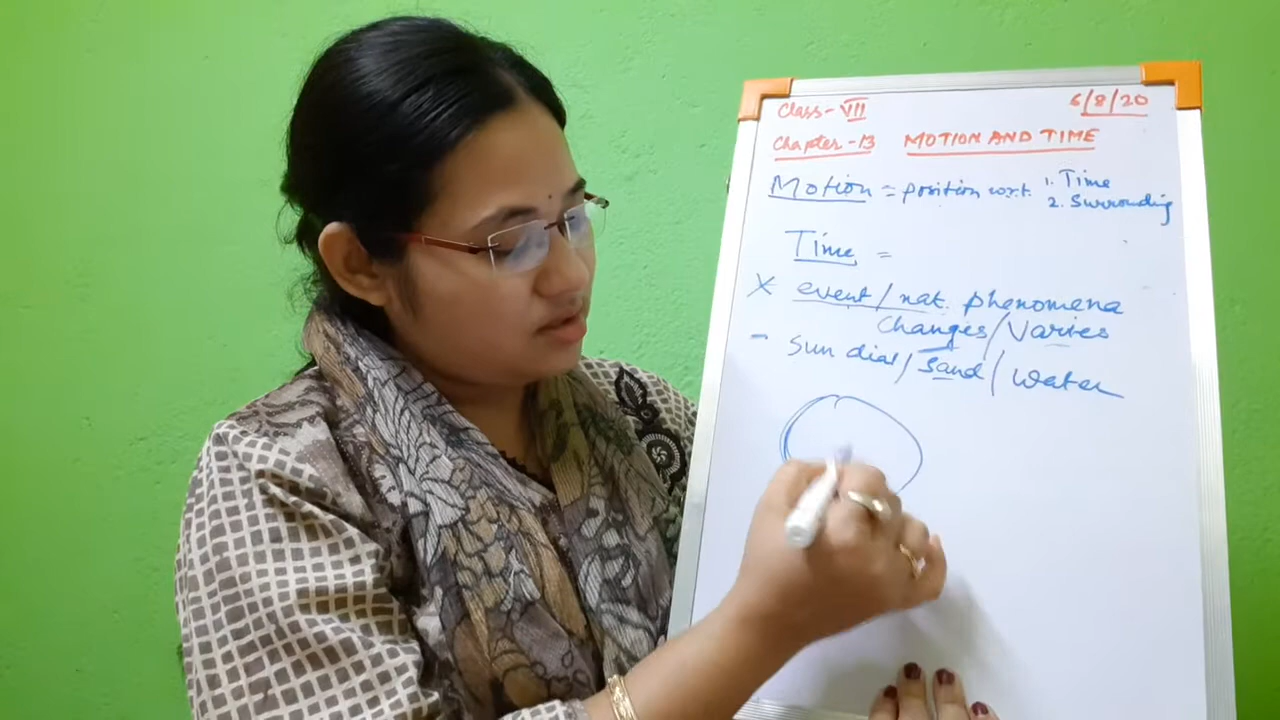 Class - VII 6/8/20
Chapter - 13 MOTION AND TIME
Motion = position w.r.t. 1. Time
2. Surrounding
Time =
X event / nat. phenomena
Changes / Varies
- Sun dial / Sand / Water